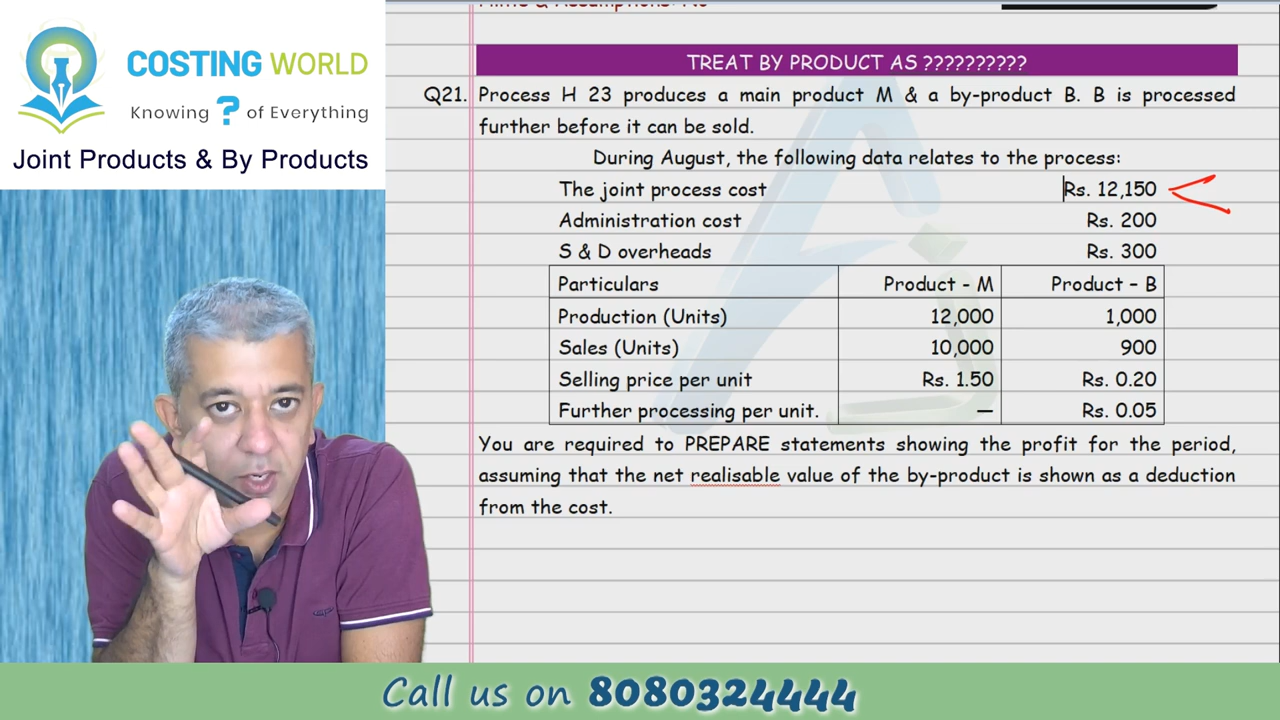 COSTING WORLD
Knowing ? of Everything
Joint Products & By Products
TREAT BY PRODUCT AS ??????????
Q21. Process H 23 produces a main product M & a by-product B. B is processed
further before it can be sold.
During August, the following data relates to the process:
The joint process cost Rs. 12,150
Administration cost Rs. 200
S & D overheads Rs. 300
Particulars Product - M Product – B
Production (Units) 12,000 1,000
Sales (Units) 10,000 900
Selling price per unit Rs. 1.50 Rs. 0.20
Further processing per unit. — Rs. 0.05
You are required to PREPARE statements showing the profit for the period,
assuming that the net realisable value of the by-product is shown as a deduction
from the cost.
Call us on 8080324444